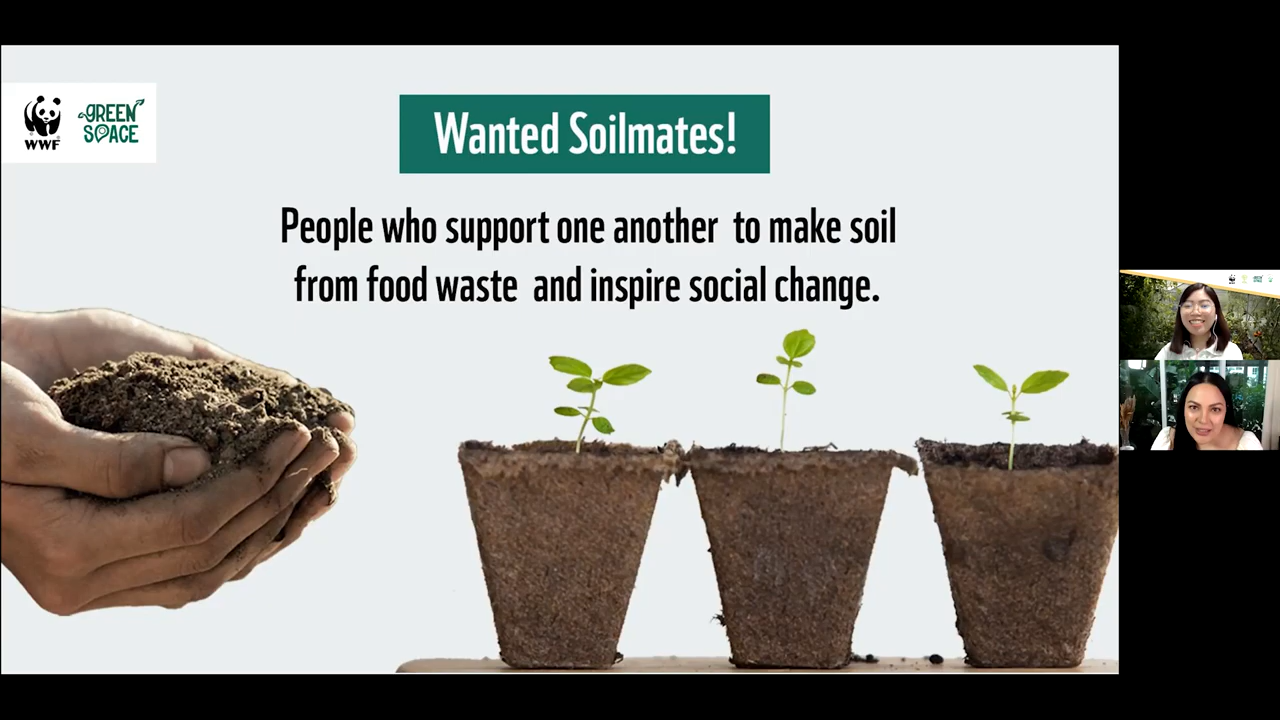 WWF
GREEN
SPACE
Wanted Soilmates!
People who support one another to make soil
from food waste and inspire social change.